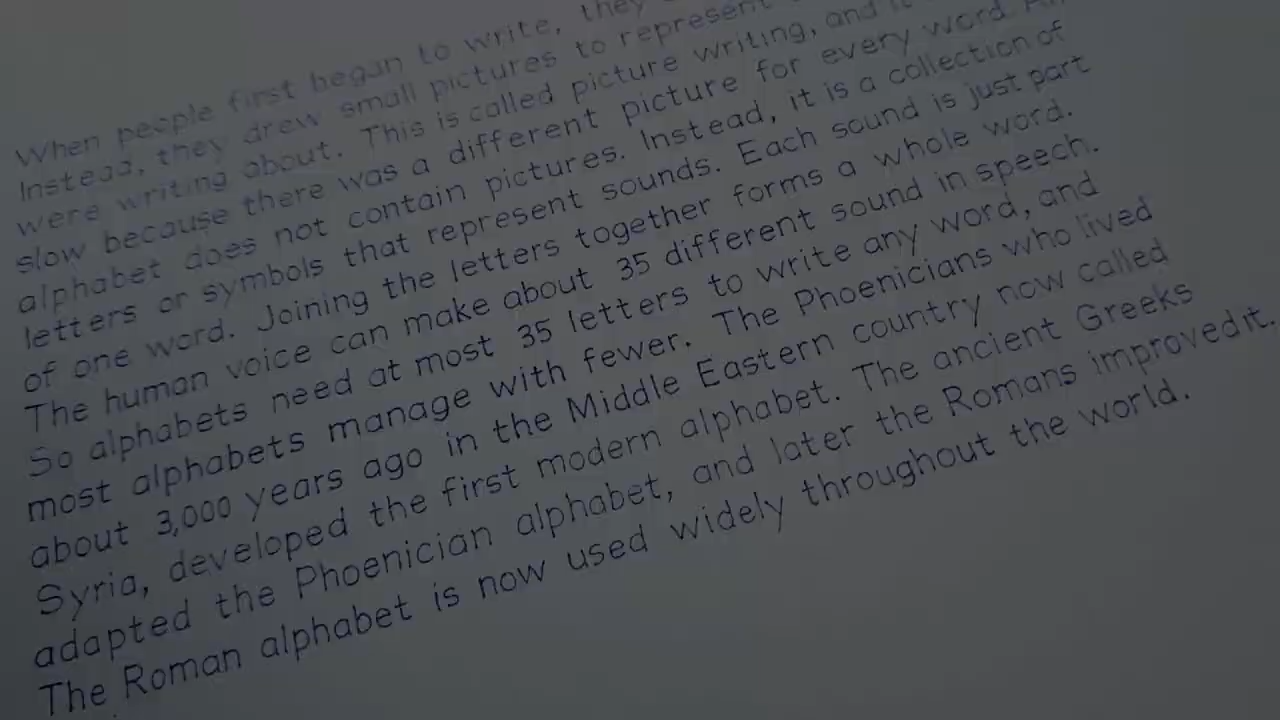 When people first began to write, they
Instead, they drew small pictures to represent
were writing about. This is called picture writing, and it
slow because there was a different picture for every word. An
alphabet does not contain pictures. Instead, it is a collection of
letters or symbols that represent sounds. Each sound is just part
of one word. Joining the letters together forms a whole word.
The human voice can make about 35 different sound in speech.
So alphabets need at most 35 letters to write any word, and
most alphabets manage with fewer. The Phoenicians who lived
about 3,000 years ago in the Middle Eastern country now called
Syria, developed the first modern alphabet. The ancient Greeks
adapted the Phoenician alphabet, and later the Romans improved it.
The Roman alphabet is now used widely throughout the world.